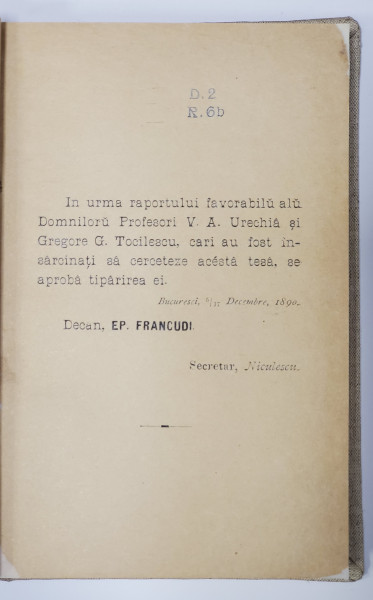 D. 2
R. 6b
In urma raportului favorabilŭ alŭ
Domnilorŭ Profesori V. A. Urechiă și
Gregore G. Tocilescu, cari au fost în-
sărcinați să cerceteze acéstă tesă, se
aprobă tipărirea ei.
Bucuresci, 5/17 Decembre, 1890.
Decan, EP. FRANCUDI.
Secretar, Niculescu.